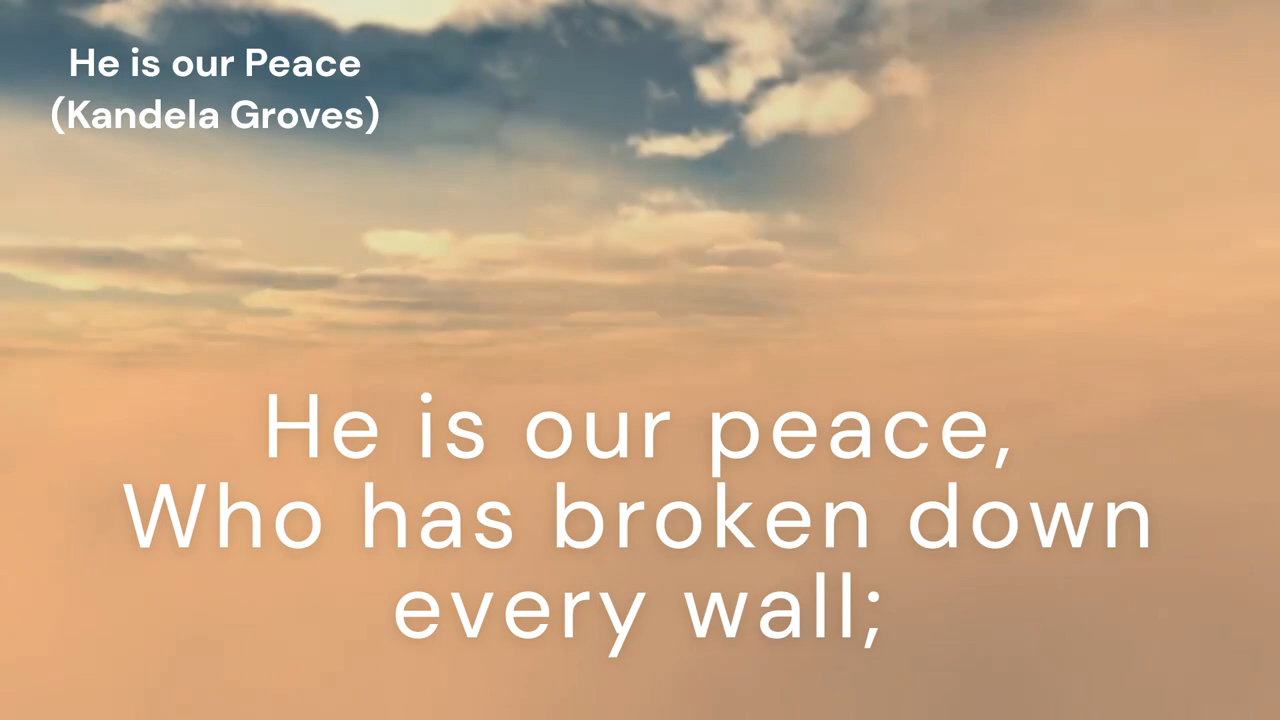 He is our Peace
(Kandela Groves)
He is our peace,
Who has broken down
every wall;